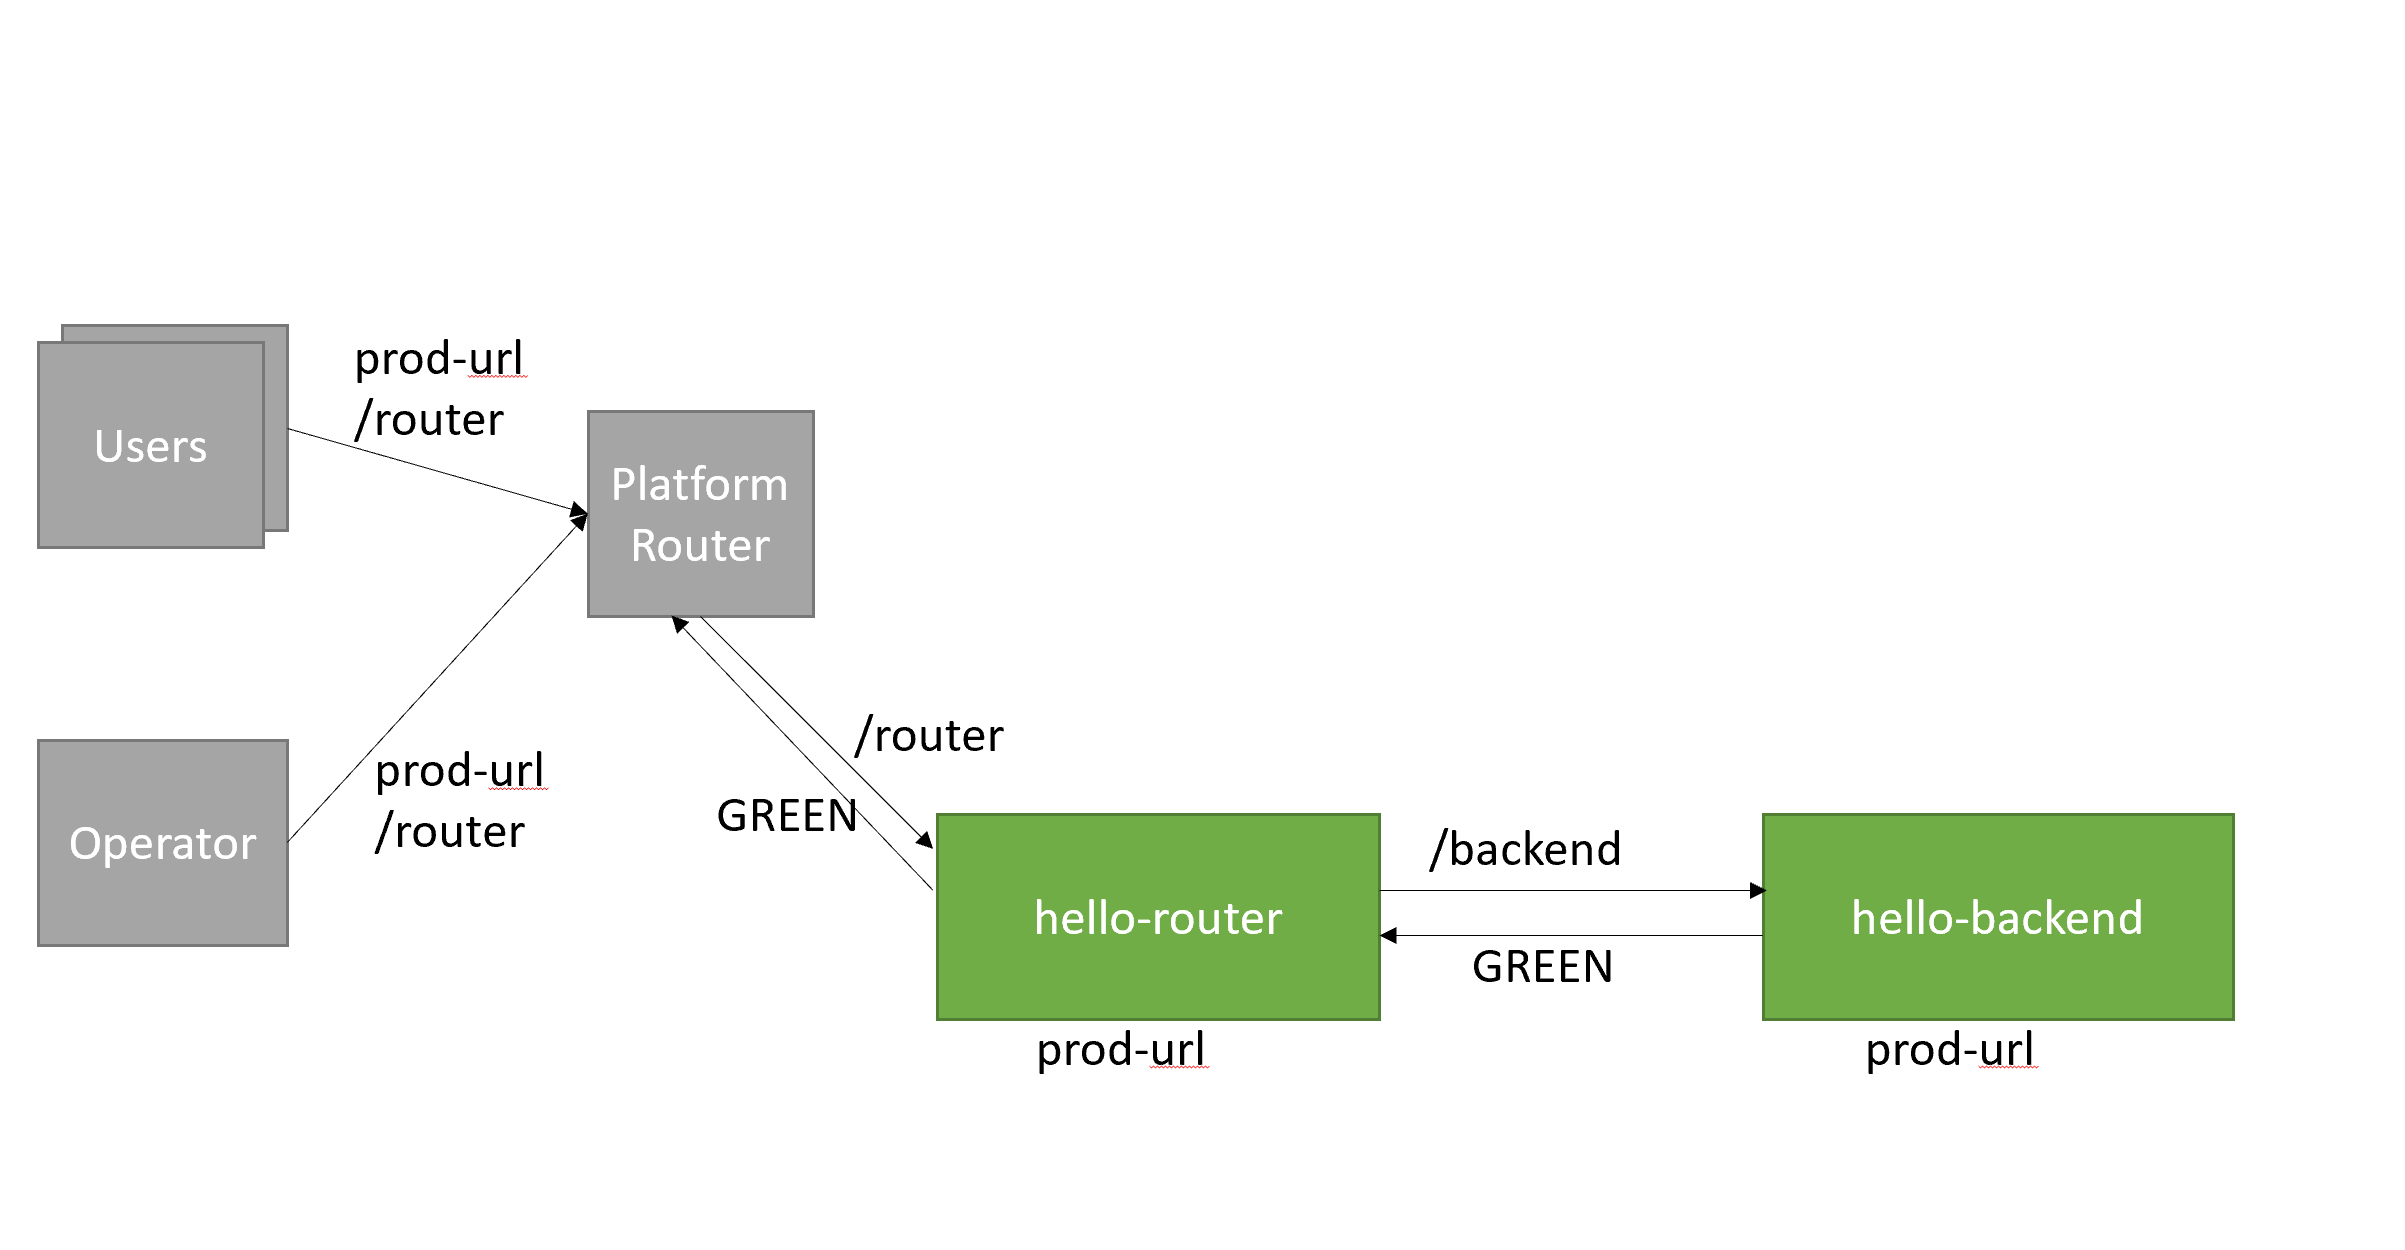 prod-url
/router
Users
Platform
Router
/router
prod-url
/router
GREEN
Operator
/backend
hello-router
hello-backend
GREEN
prod-url
prod-url